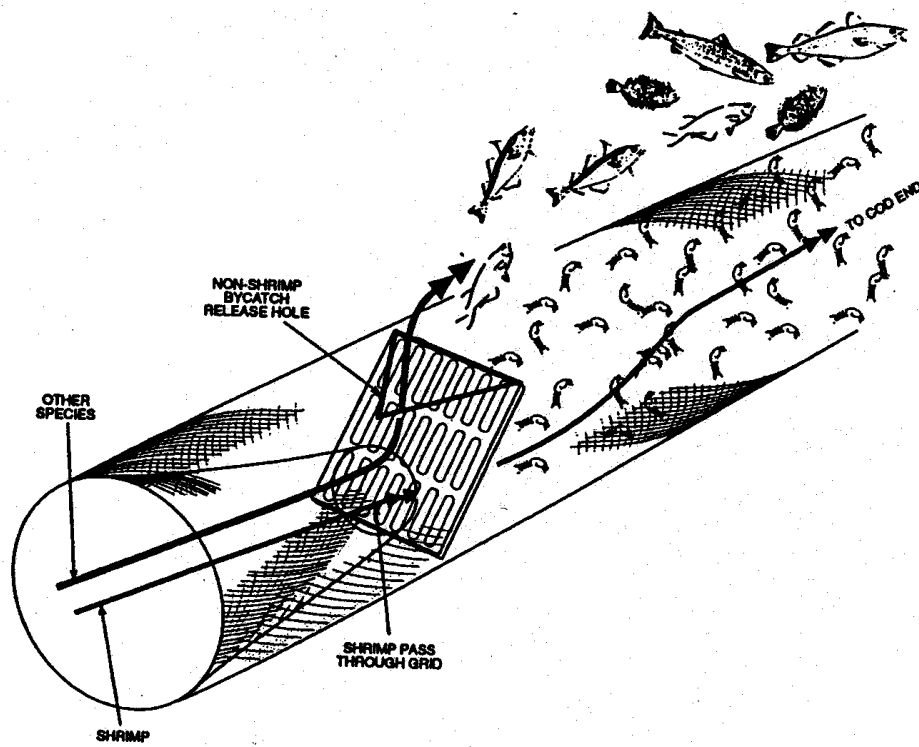 NON-SHRIMP
BYCATCH
RELEASE HOLE
TO COD END
OTHER
SPECIES
SHRIMP PASS
THROUGH GRID
SHRIMP